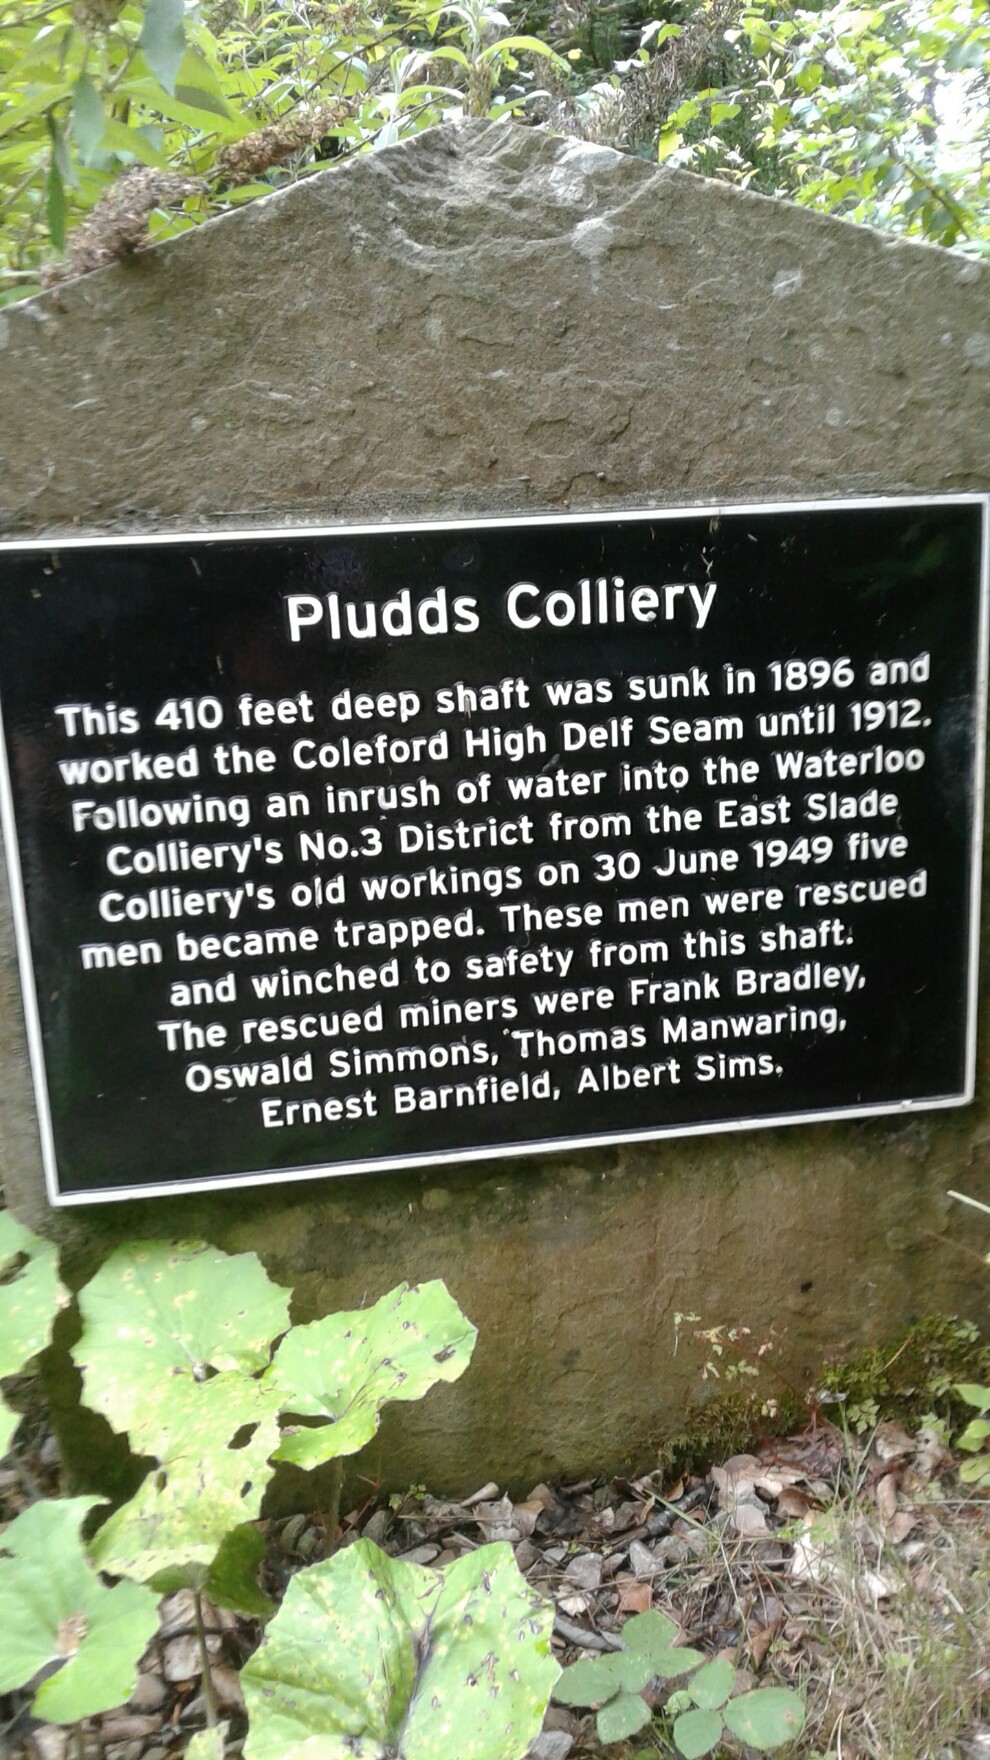 Pludds Colliery
This 410 feet deep shaft was sunk in 1896 and
worked the Coleford High Delf Seam until 1912.
Following an inrush of water into the Waterloo
Colliery's No.3 District from the East Slade
Colliery's old workings on 30 June 1949 five
men became trapped. These men were rescued
and winched to safety from this shaft.
The rescued miners were Frank Bradley,
Oswald Simmons, Thomas Manwaring,
Ernest Barnfield, Albert Sims.